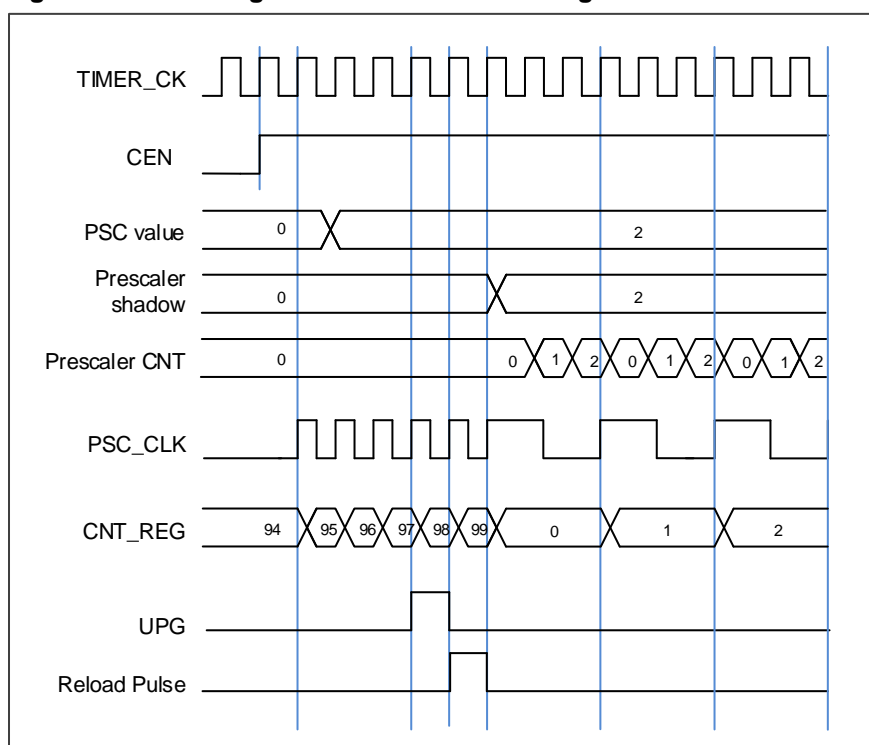 TIMER_CK
CEN
PSC value 0 2
Prescaler
shadow 0 2
Prescaler CNT 0 0 1 2 0 1 2 0 1 2
PSC_CLK
CNT_REG 94 95 96 97 98 99 0 1 2
UPG
Reload Pulse